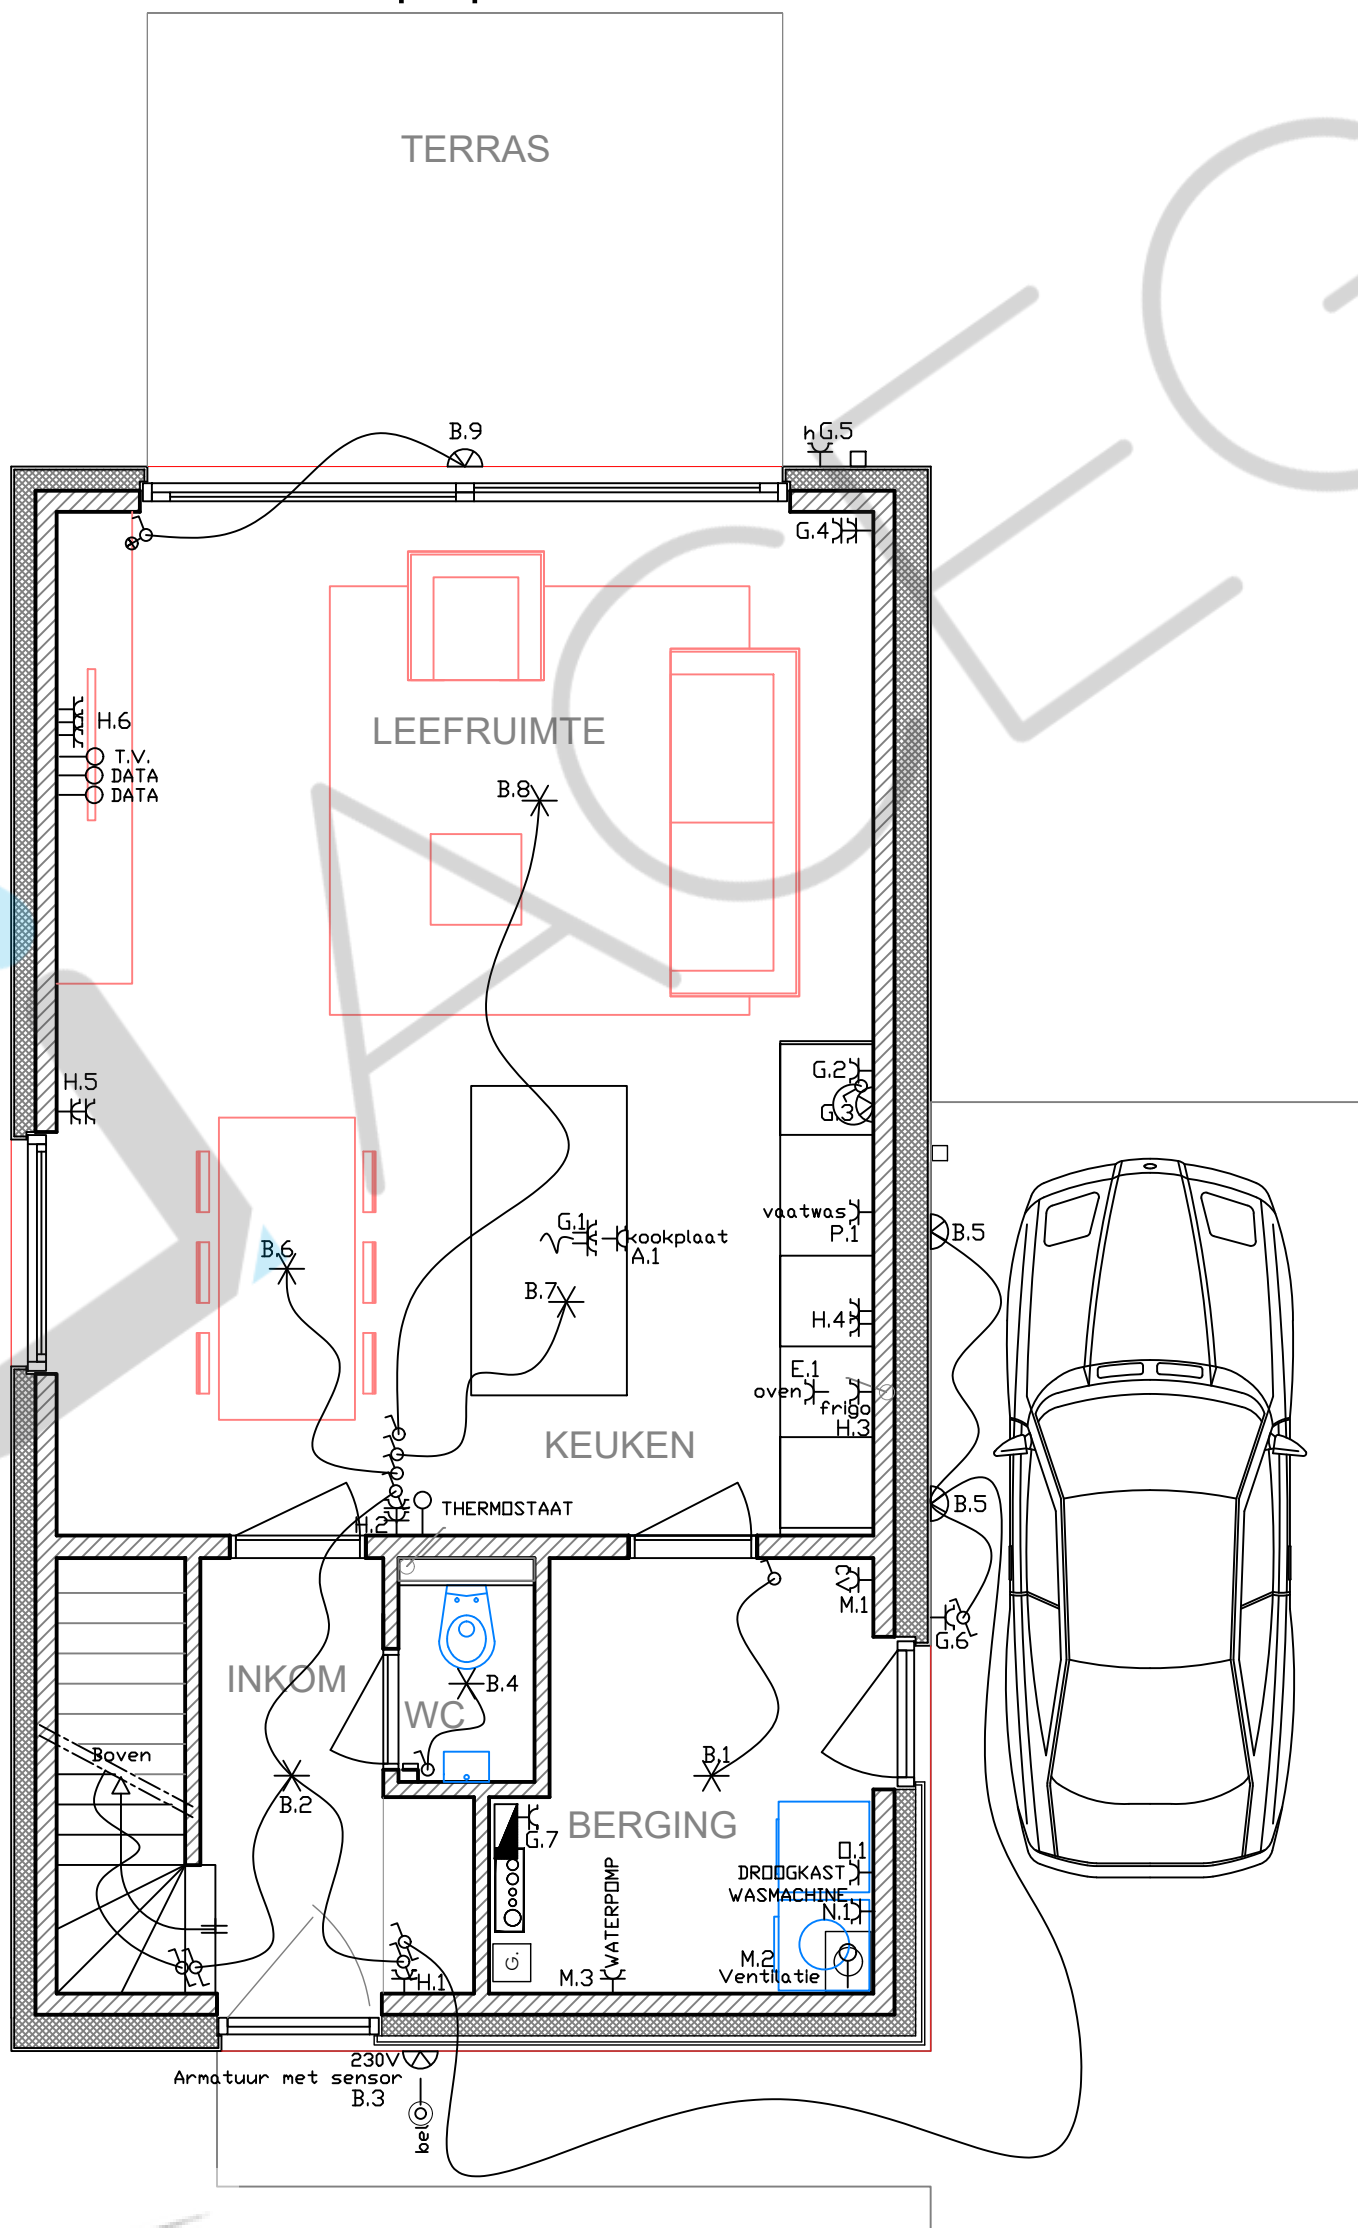 TERRAS
B.9
hG.5
G.4
LEEFRUIMTE
H.6
T.V.
DATA
DATA
B.8
G.2
H.5
G.3
vaatwas
P.1
B.5
G.1
kookplaat
A.1
B.6
B.7
H.4
E.1
oven
frigo
H.3
KEUKEN
THERMOSTAAT
H.2
B.5
M.1
G.6
INKOM
B.4
WC
Boven
B.1
B.2
BERGING
G.7
O.1
DROOGKAST
WASMACHINE
N.1
WATERPOMP
G.
M.2
Ventilatie
M.3
H.1
230V
Armatuur met sensor
B.3
bel